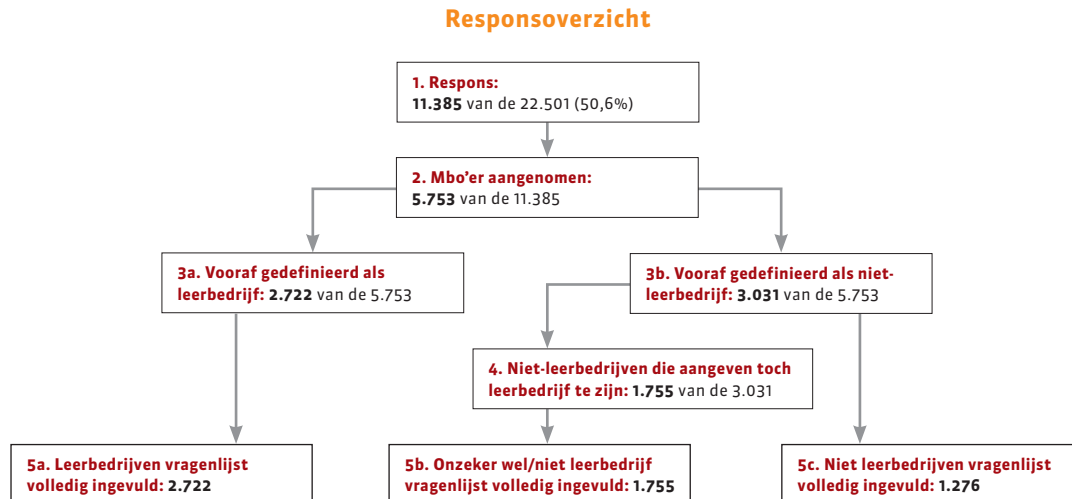 Responsoverzicht
1. Respons:
11.385 van de 22.501 (50,6%)
2. Mbo'er aangenomen:
5.753 van de 11.385
3a. Vooraf gedefinieerd als
leerbedrijf: 2.722 van de 5.753
3b. Vooraf gedefinieerd als niet-
leerbedrijf: 3.031 van de 5.753
4. Niet-leerbedrijven die aangeven toch
leerbedrijf te zijn: 1.755 van de 3.031
5a. Leerbedrijven vragenlijst
volledig ingevuld: 2.722
5b. Onzeker wel/niet leerbedrijf
vragenlijst volledig ingevuld: 1.755
5c. Niet leerbedrijven vragenlijst
volledig ingevuld: 1.276